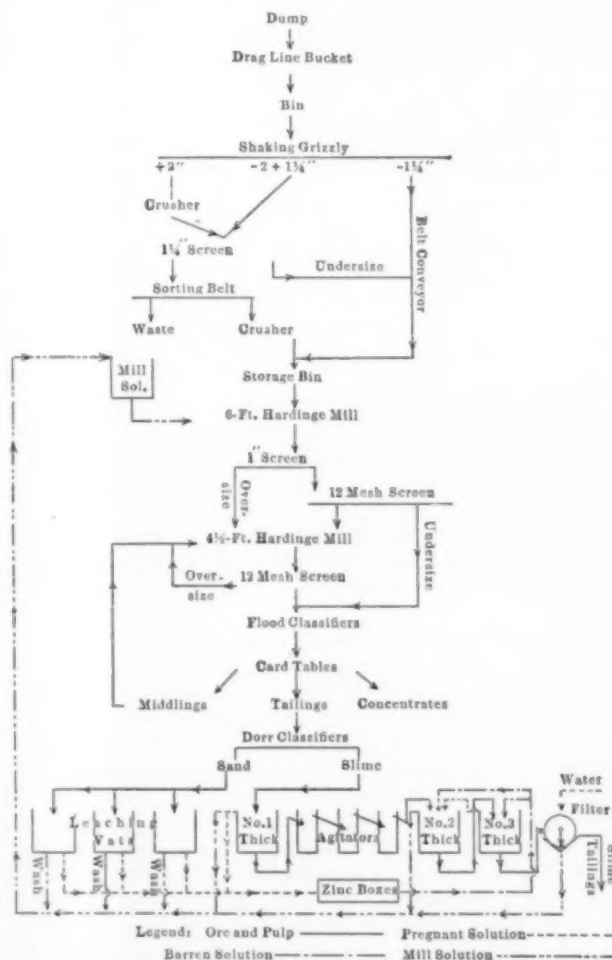 Dump
Drag Line Bucket
Bin
Shaking Grizzly
+2" -2 + 1¼" -1¼"
Crusher
Belt Conveyor
1¼" Screen
Undersize
Sorting Belt
Waste Crusher
Mill
Sol.
Storage Bin
6-Ft. Hardinge Mill
1" Screen
Over-
size
12 Mesh Screen
4½-Ft. Hardinge Mill
Undersize
Over-
size
12 Mesh Screen
Flood Classifiers
Card Tables
Middlings Tailings Concentrates
Dorr Classifiers
Sand Slime
Water
Filter
Leaching
Vats
No.1
Thick
Agitators
No.2
Thick
No.3
Thick
Slime
Tailings
Wash Wash Wash
Zinc Boxes
Legend: Ore and Pulp Pregnant Solution
Barren Solution Mill Solution